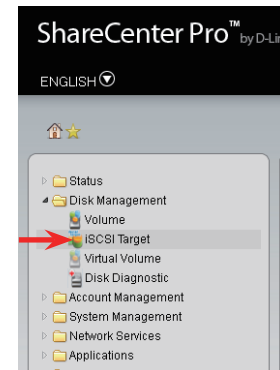 ShareCenter Pro™ by D-Li
ENGLISH
Status
Disk Management
Volume
iSCSI Target
Virtual Volume
Disk Diagnostic
Account Management
System Management
Network Services
Applications